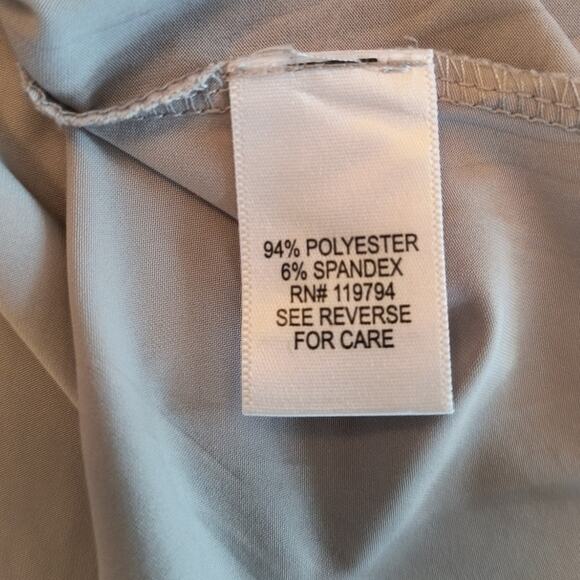 94% POLYESTER
6% SPANDEX
RN# 119794
SEE REVERSE
FOR CARE